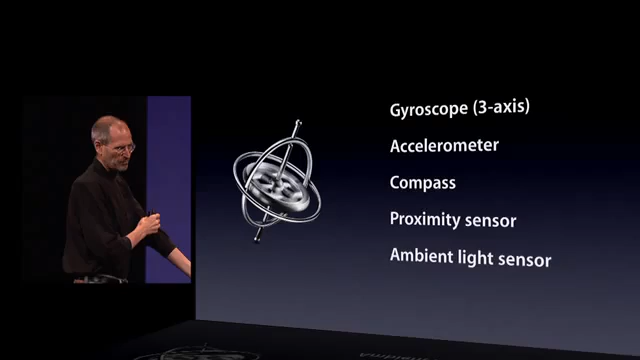 Gyroscope (3-axis)
Accelerometer
Compass
Proximity sensor
Ambient light sensor